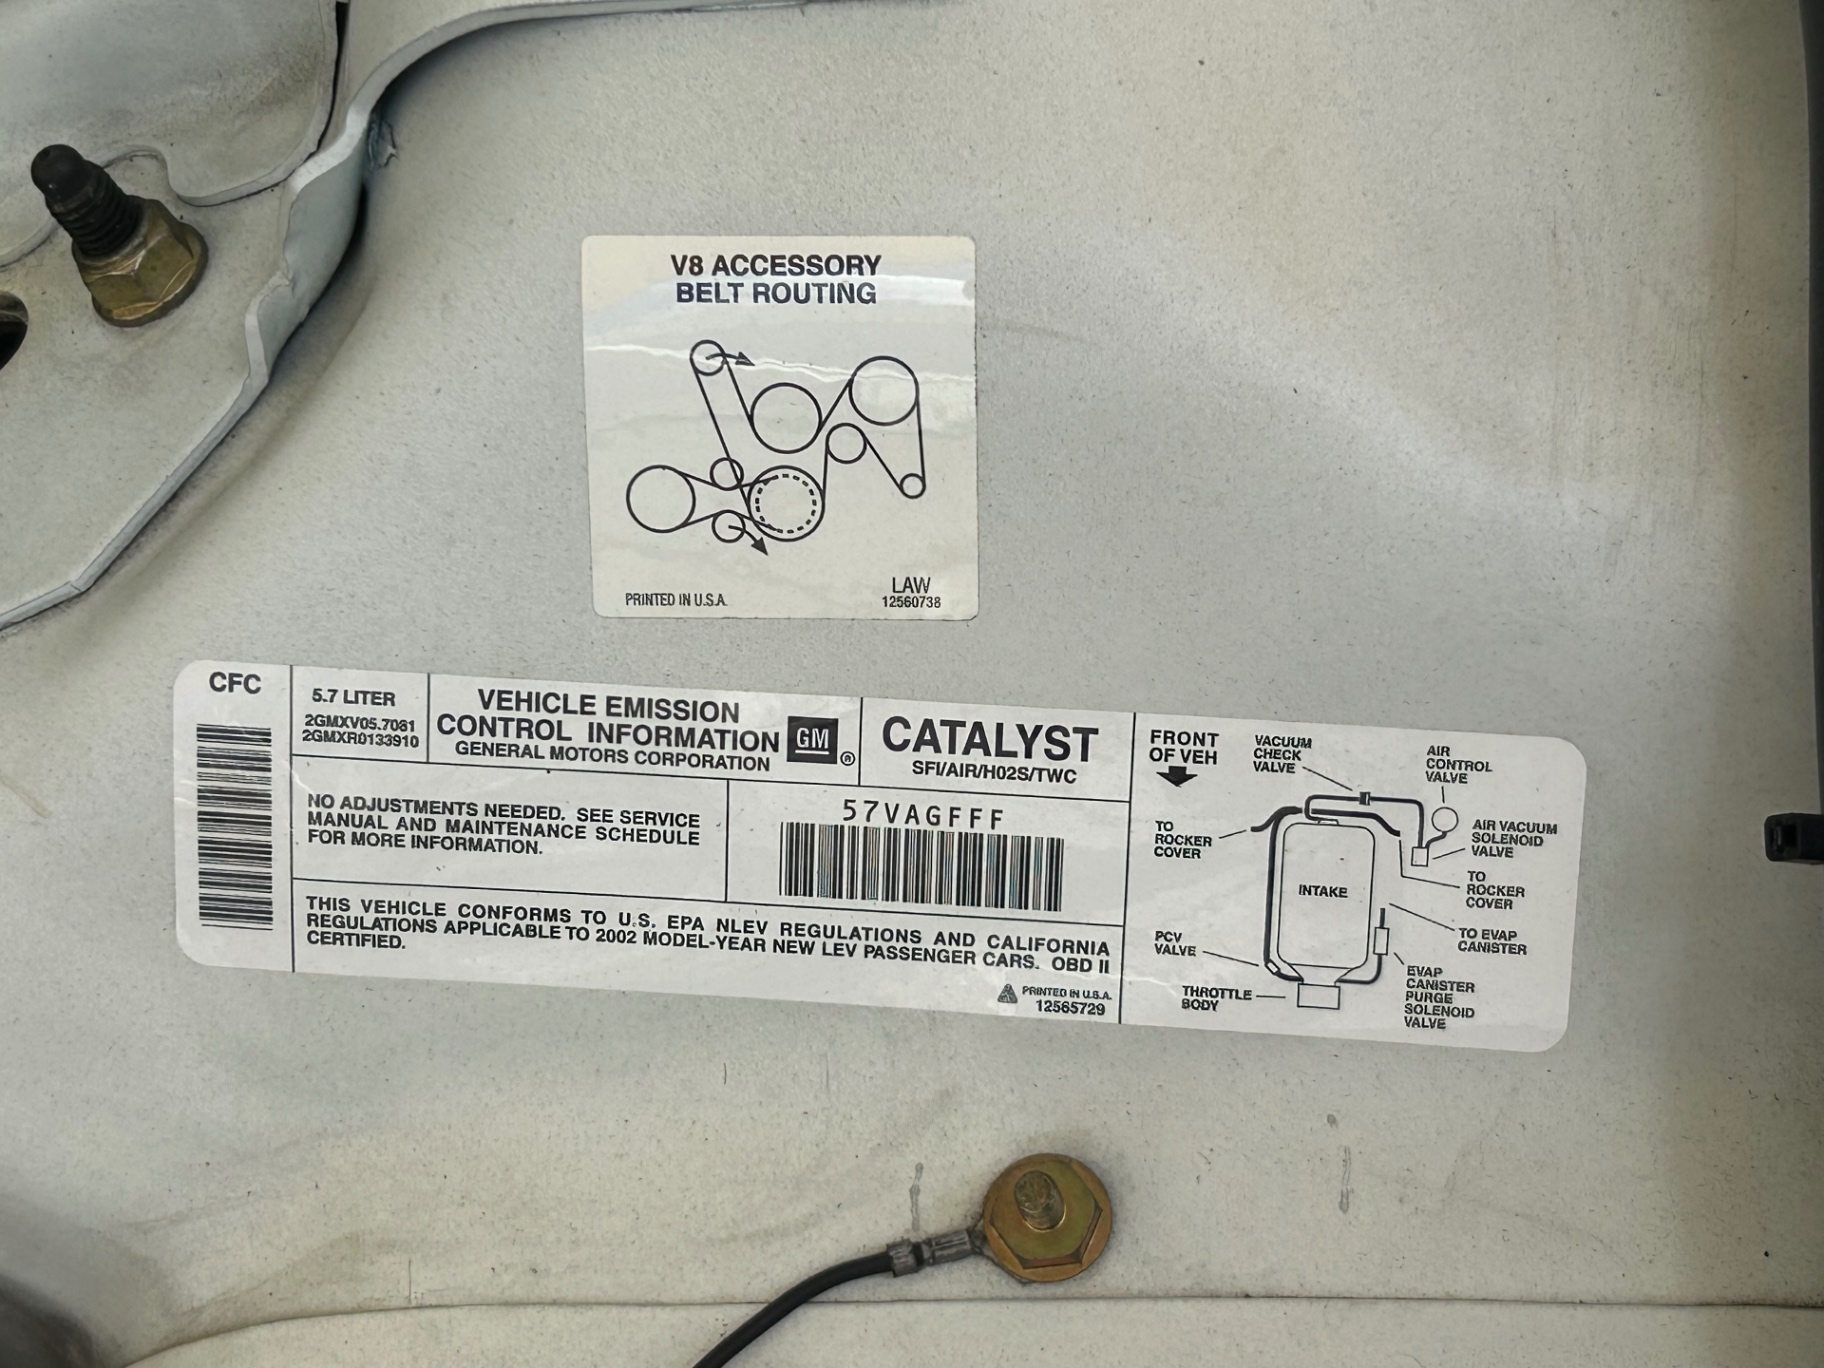 V8 ACCESSORY
BELT ROUTING
PRINTED IN U.S.A.
LAW
12560738
CFC
5.7 LITER
2GMXV05.7081
2GMXR0133910
VEHICLE EMISSION
CONTROL INFORMATION
GENERAL MOTORS CORPORATION
GM ®
CATALYST
SFI/AIR/H02S/TWC
NO ADJUSTMENTS NEEDED. SEE SERVICE
MANUAL AND MAINTENANCE SCHEDULE
FOR MORE INFORMATION.
57VAGFFF
THIS VEHICLE CONFORMS TO U.S. EPA NLEV REGULATIONS AND CALIFORNIA
REGULATIONS APPLICABLE TO 2002 MODEL-YEAR NEW LEV PASSENGER CARS. OBD II
CERTIFIED.
PRINTED IN U.S.A.
12565729
FRONT
OF VEH
VACUUM
CHECK
VALVE
AIR
CONTROL
VALVE
TO
ROCKER
COVER
AIR VACUUM
SOLENOID
VALVE
INTAKE
TO
ROCKER
COVER
PCV
VALVE
TO EVAP
CANISTER
THROTTLE
BODY
EVAP
CANISTER
PURGE
SOLENOID
VALVE